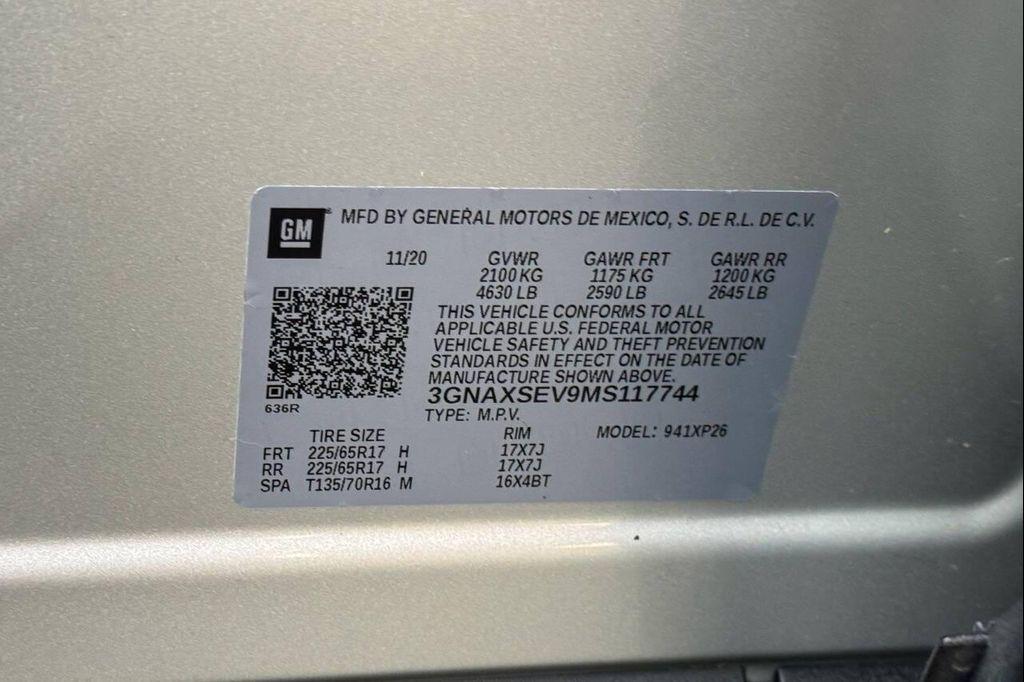 GM® MFD BY GENERAL MOTORS DE MEXICO, S. DE R.L. DE C.V.
11/20 GVWR GAWR FRT GAWR RR
2100 KG 1175 KG 1200 KG
4630 LB 2590 LB 2645 LB
THIS VEHICLE CONFORMS TO ALL
APPLICABLE U.S. FEDERAL MOTOR
VEHICLE SAFETY AND THEFT PREVENTION
STANDARDS IN EFFECT ON THE DATE OF
MANUFACTURE SHOWN ABOVE.
3GNAXSEV9MS117744
636R
TYPE: M.P.V.
TIRE SIZE RIM MODEL: 941XP26
FRT 225/65R17 H 17X7J
RR 225/65R17 H 17X7J
SPA T135/70R16 M 16X4BT